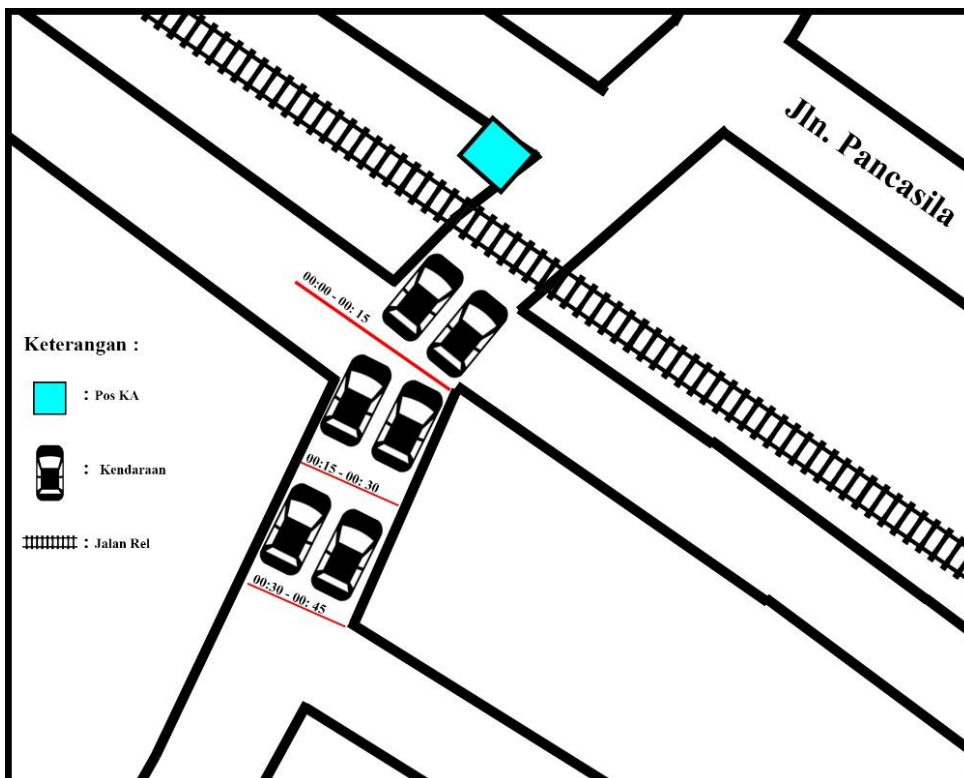 Jln. Pancasila
00:00 - 00: 15
Keterangan :
: Pos KA
00:15 - 00: 30
: Kendaraan
: Jalan Rel
00:30 - 00: 45